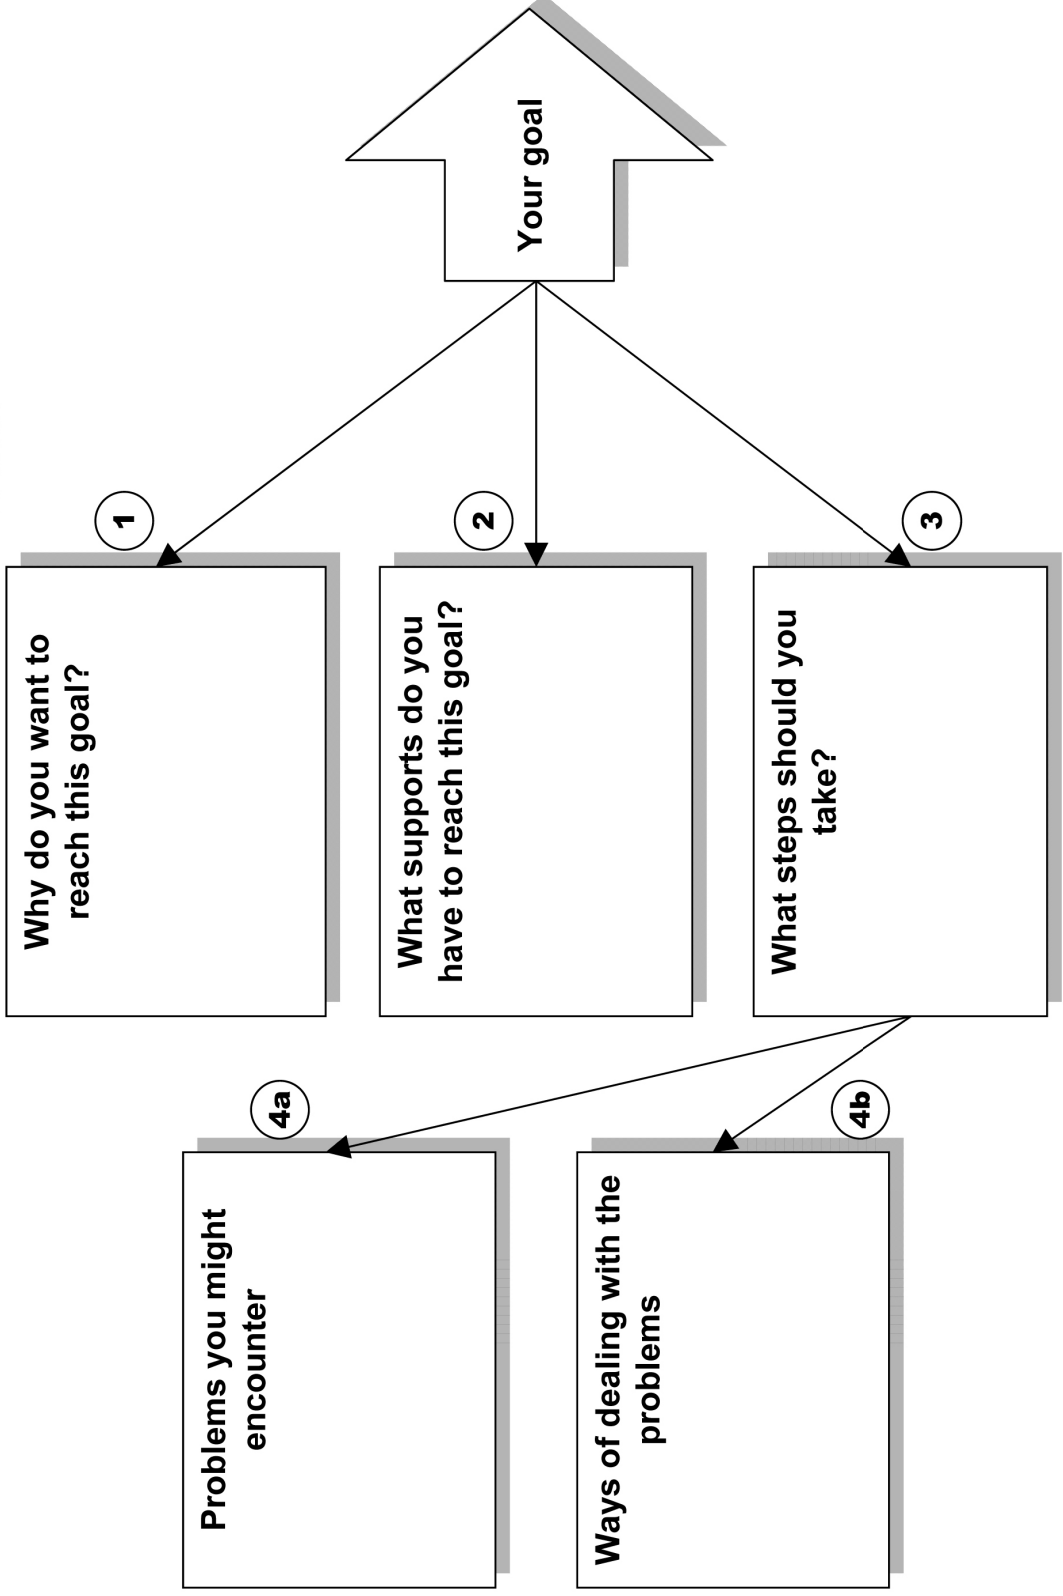 Your goal
1
Why do you want to
reach this goal?
2
What supports do you
have to reach this goal?
3
What steps should you
take?
4a
Problems you might
encounter
4b
Ways of dealing with the
problems